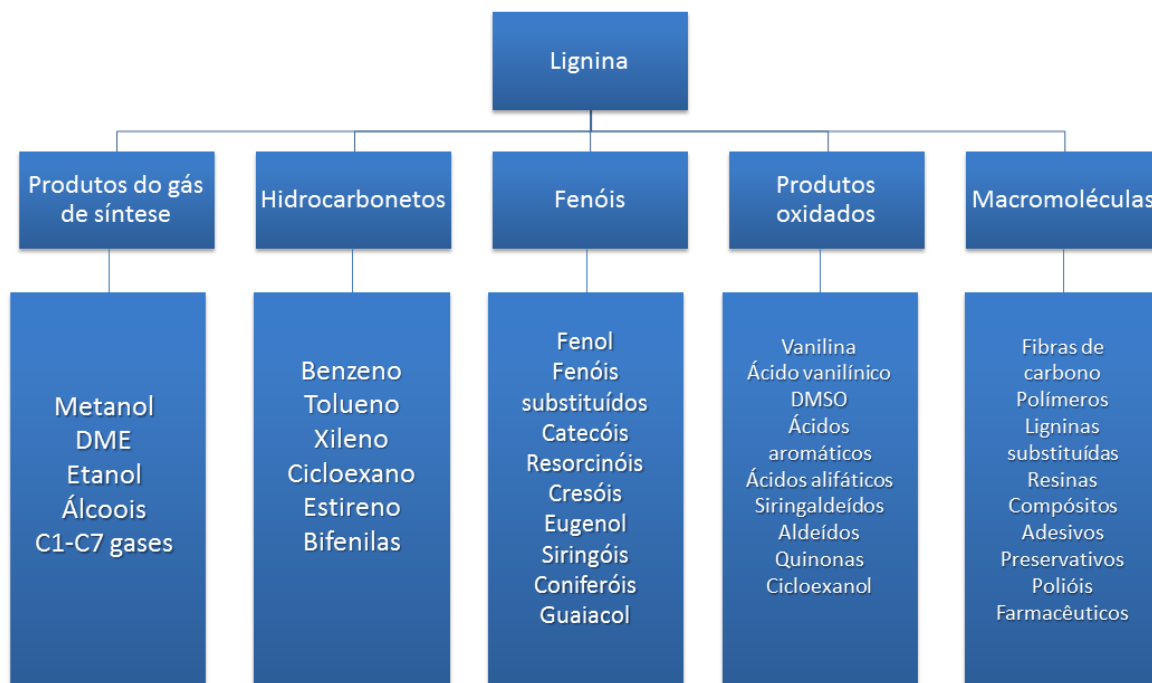 Lignina
Produtos do gás
de síntese
Hidrocarbonetos
Fenóis
Produtos
oxidados
Macromoléculas
Metanol
DME
Etanol
Álcoois
C1-C7 gases
Benzeno
Tolueno
Xileno
Cicloexano
Estireno
Bifenilas
Fenol
Fenóis
substituídos
Catecóis
Resorcinóis
Cresóis
Eugenol
Siringóis
Coniferóis
Guaiacol
Vanilina
Ácido vanilínico
DMSO
Ácidos
aromáticos
Ácidos alifáticos
Siringaldeídos
Aldeídos
Quinonas
Cicloexanol
Fibras de
carbono
Polímeros
Ligninas
substituídas
Resinas
Compósitos
Adesivos
Preservativos
Polióis
Farmacêuticos